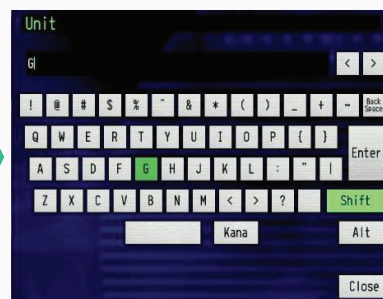 Unit
G
< >
! @ # $ % ^ & * ( ) _ + ~ Back Space
Q W E R T Y U I O P { }
Enter
A S D F G H J K L : " |
Z X C V B N M < > ? Shift
Kana Alt
Close